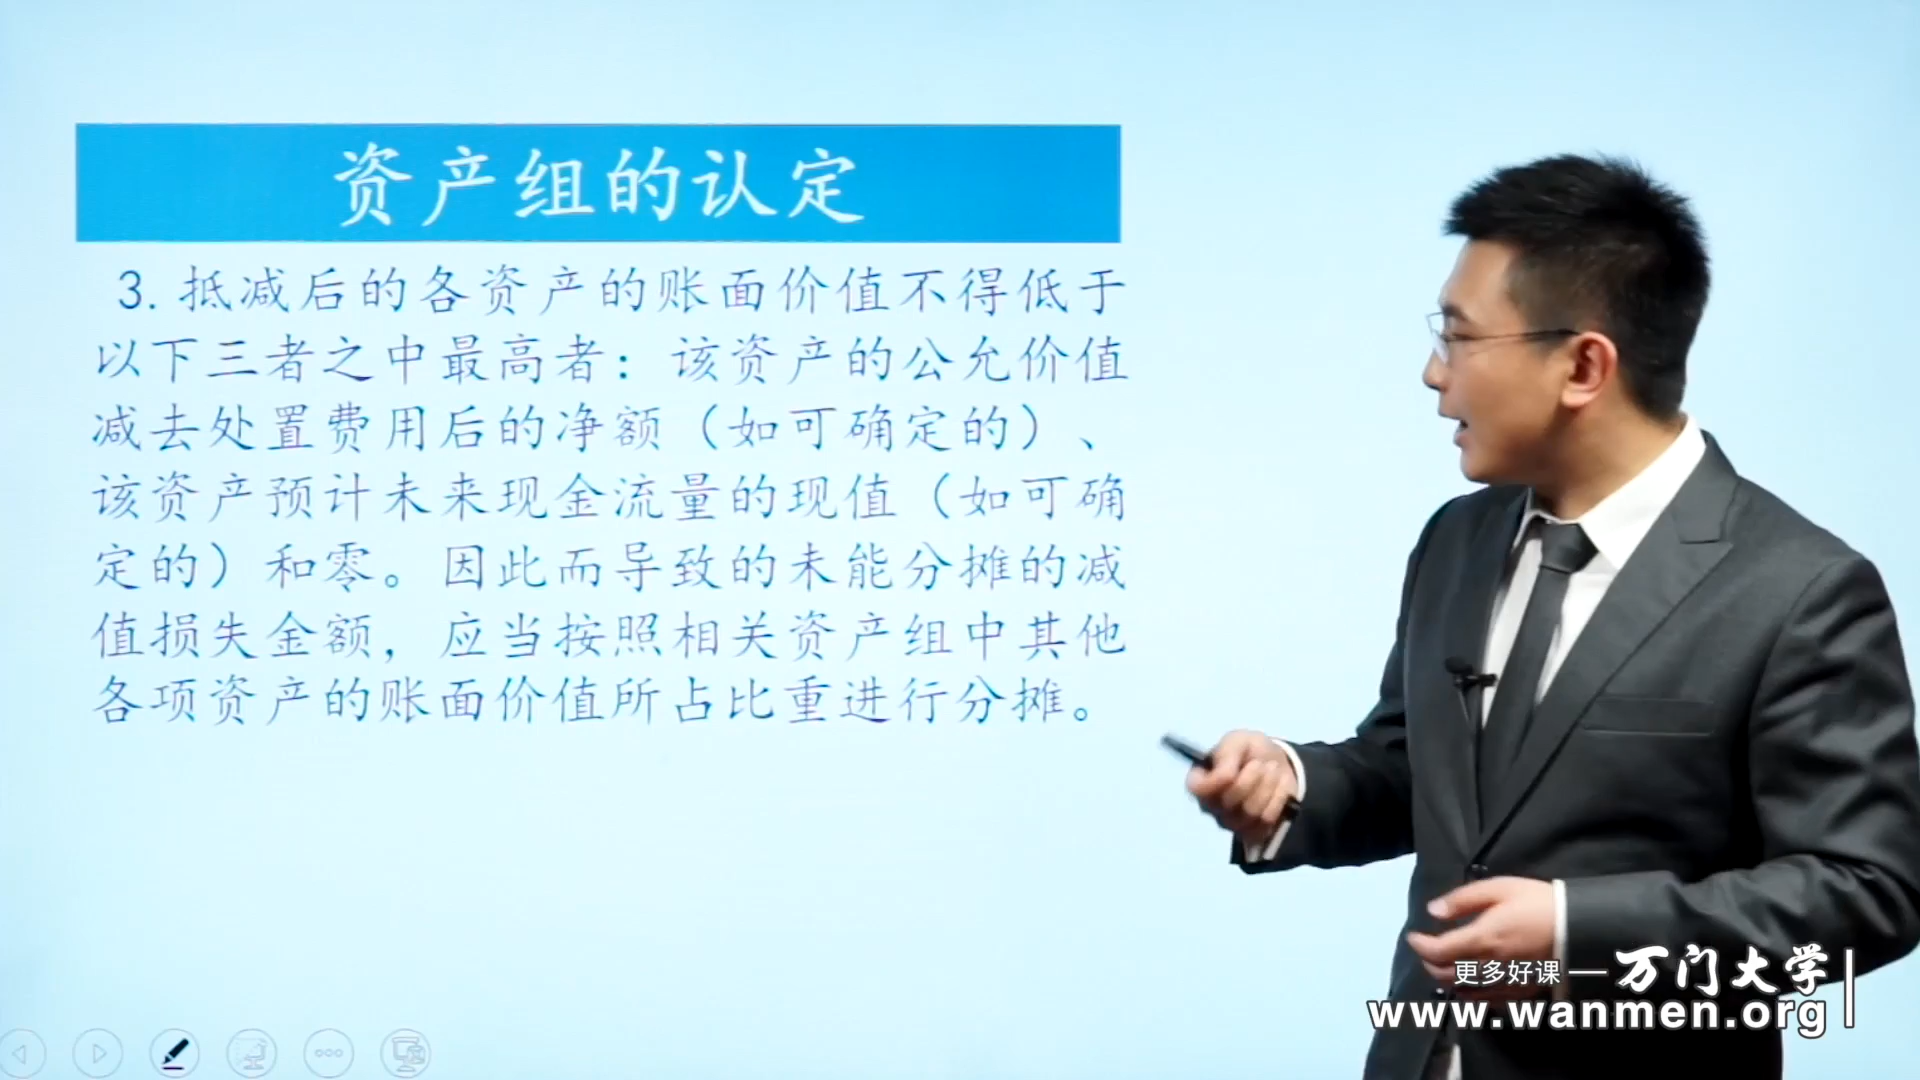 资产组的认定
3. 抵减后的各资产的账面价值不得低于
以下三者之中最高者：该资产的公允价值
减去处置费用后的净额（如可确定的）、
该资产预计未来现金流量的现值（如可确
定的）和零。因此而导致的未能分摊的减
值损失金额，应当按照相关资产组中其他
各项资产的账面价值所占比重进行分摊。
更多好课 — 万门大学
www.wanmen.org